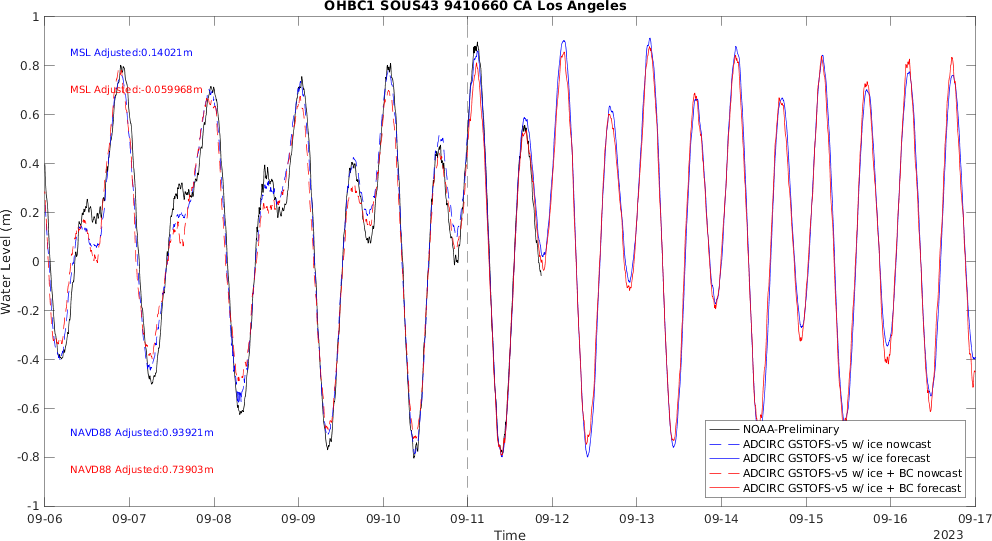 OHBC1 SOUS43 9410660 CA Los Angeles
1
0.8
0.6
0.4
0.2
0
-0.2
-0.4
-0.6
-0.8
-1
Water Level (m)
MSL Adjusted:0.14021m
MSL Adjusted:-0.059968m
NAVD88 Adjusted:0.93921m
NAVD88 Adjusted:0.73903m
NOAA-Preliminary
ADCIRC GSTOFS-v5 w/ ice nowcast
ADCIRC GSTOFS-v5 w/ ice forecast
ADCIRC GSTOFS-v5 w/ ice + BC nowcast
ADCIRC GSTOFS-v5 w/ ice + BC forecast
09-06 09-07 09-08 09-09 09-10 09-11 09-12 09-13 09-14 09-15 09-16 09-17
Time
2023